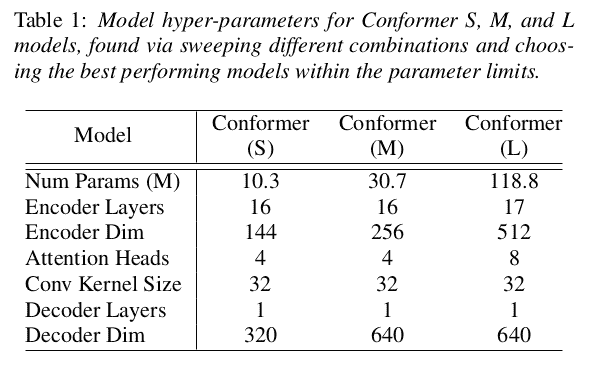 Table 1: Model hyper-parameters for Conformer S, M, and L
models, found via sweeping different combinations and choos-
ing the best performing models within the parameter limits.
Model Conformer (S) Conformer (M) Conformer (L)
Num Params (M) 10.3 30.7 118.8
Encoder Layers 16 16 17
Encoder Dim 144 256 512
Attention Heads 4 4 8
Conv Kernel Size 32 32 32
Decoder Layers 1 1 1
Decoder Dim 320 640 640